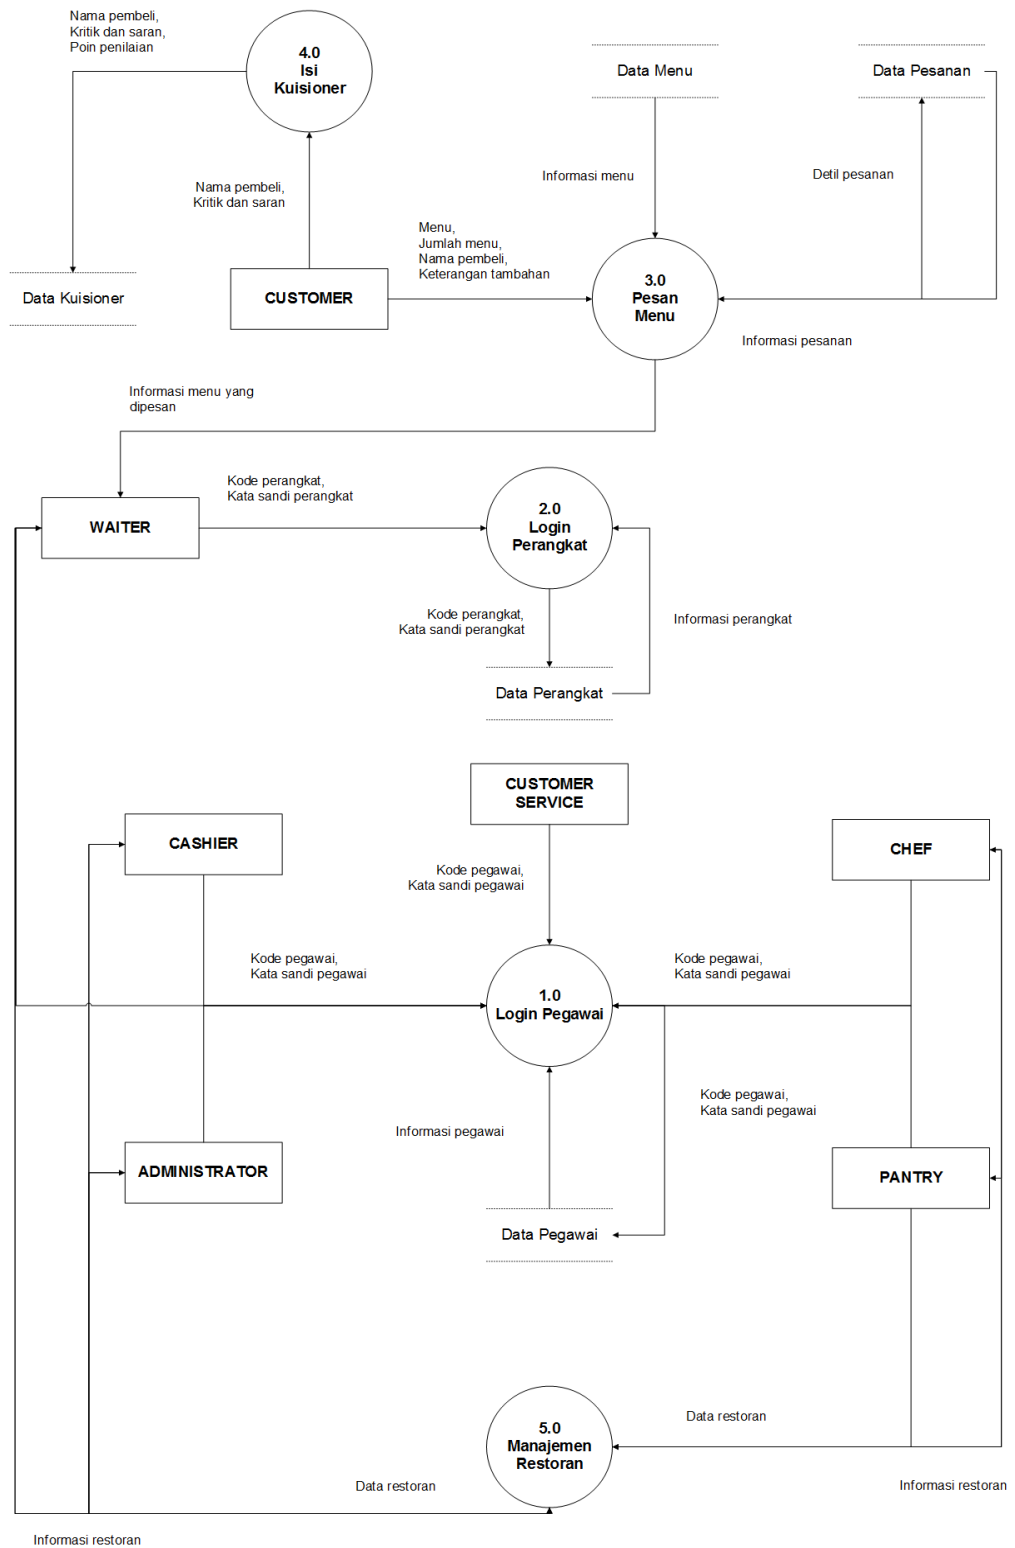 Nama pembeli,
Kritik dan saran,
Poin penilaian
4.0
Isi
Kuisioner
Data Menu
Data Pesanan
Nama pembeli,
Kritik dan saran
Informasi menu
Detil pesanan
Menu,
Jumlah menu,
Nama pembeli,
Keterangan tambahan
Data Kuisioner
CUSTOMER
3.0
Pesan
Menu
Informasi pesanan
Informasi menu yang
dipesan
Kode perangkat,
Kata sandi perangkat
WAITER
2.0
Login
Perangkat
Kode perangkat,
Kata sandi perangkat
Informasi perangkat
Data Perangkat
CUSTOMER
SERVICE
CASHIER
CHEF
Kode pegawai,
Kata sandi pegawai
Kode pegawai,
Kata sandi pegawai
Kode pegawai,
Kata sandi pegawai
1.0
Login Pegawai
Kode pegawai,
Kata sandi pegawai
Informasi pegawai
ADMINISTRATOR
PANTRY
Data Pegawai
5.0
Manajemen
Restoran
Data restoran
Data restoran
Informasi restoran
Informasi restoran